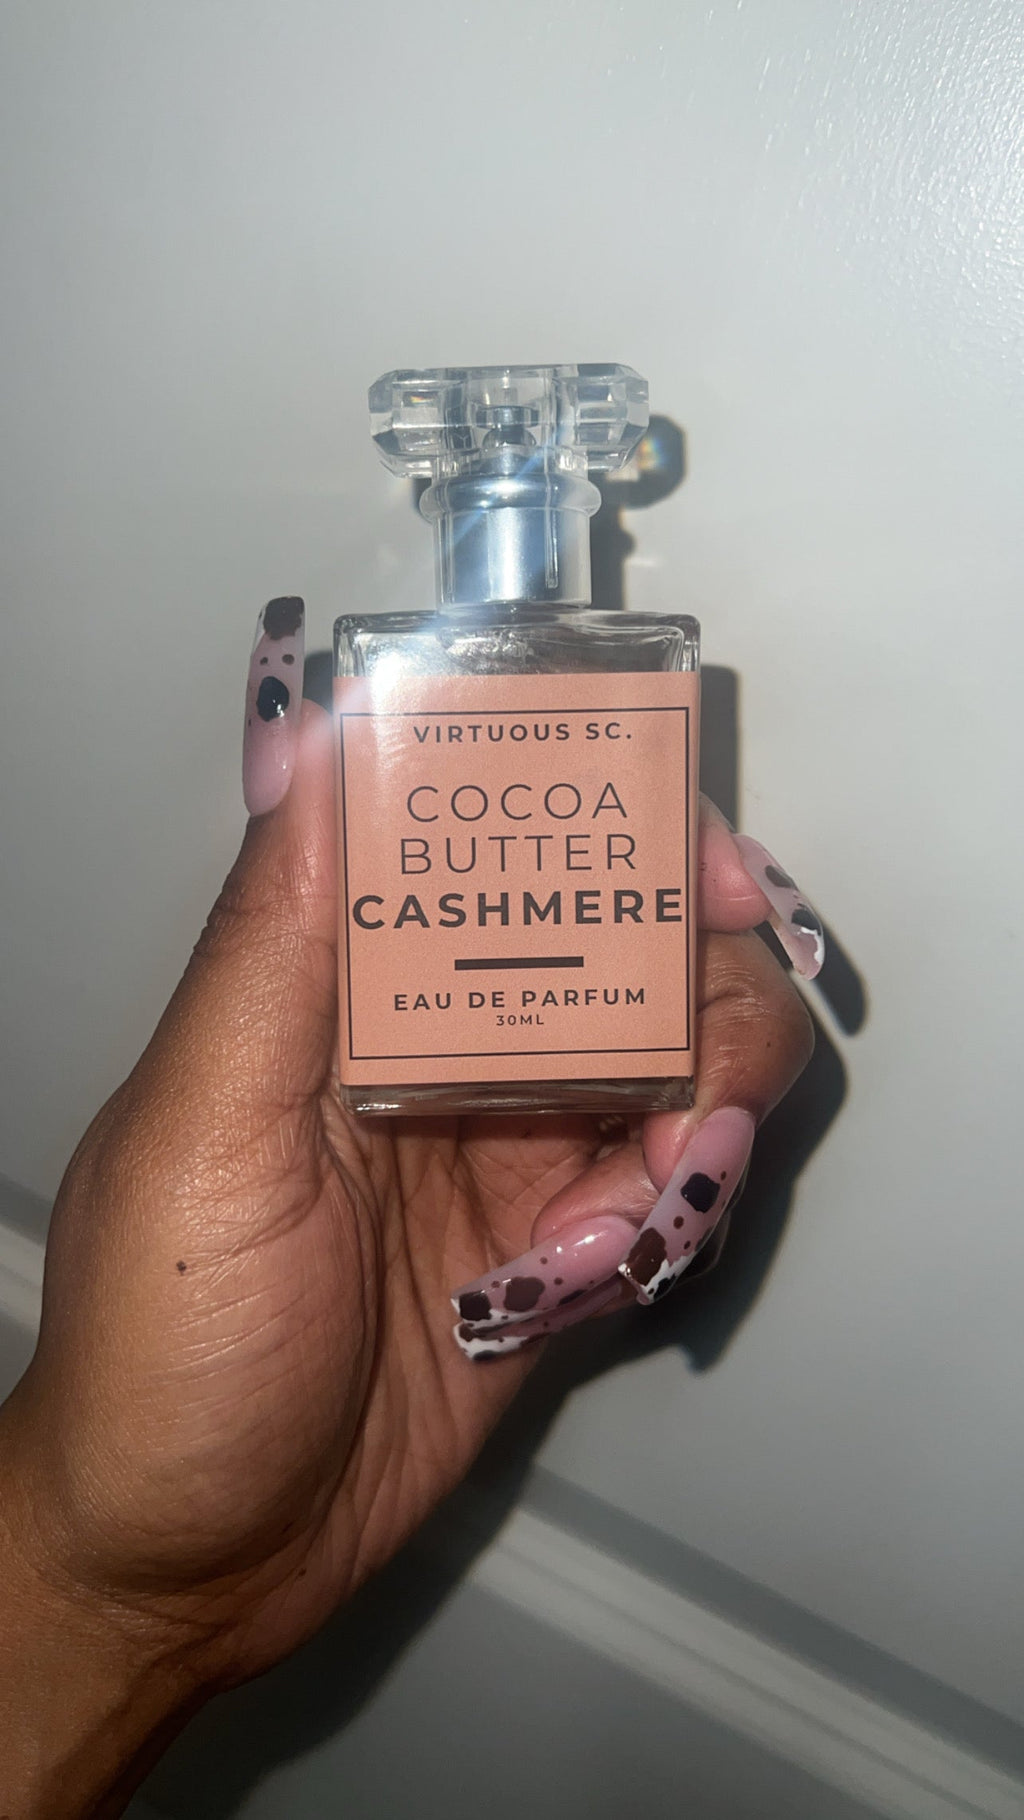 VIRTUOUS SC.
COCOA
BUTTER
CASHMERE
EAU DE PARFUM
30ML